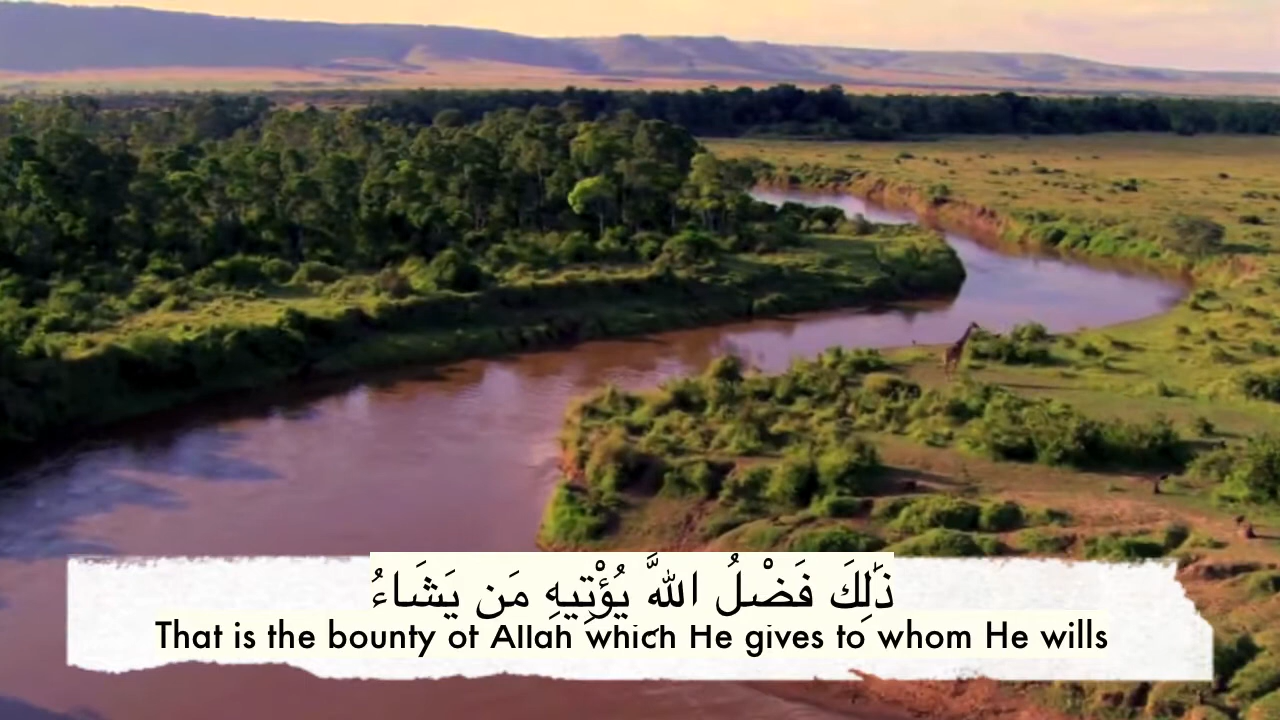 ذَٰلِكَ فَضْلُ اللَّهِ يُؤْتِيهِ مَن يَشَاءُ
That is the bounty of Allah which He gives to whom He wills